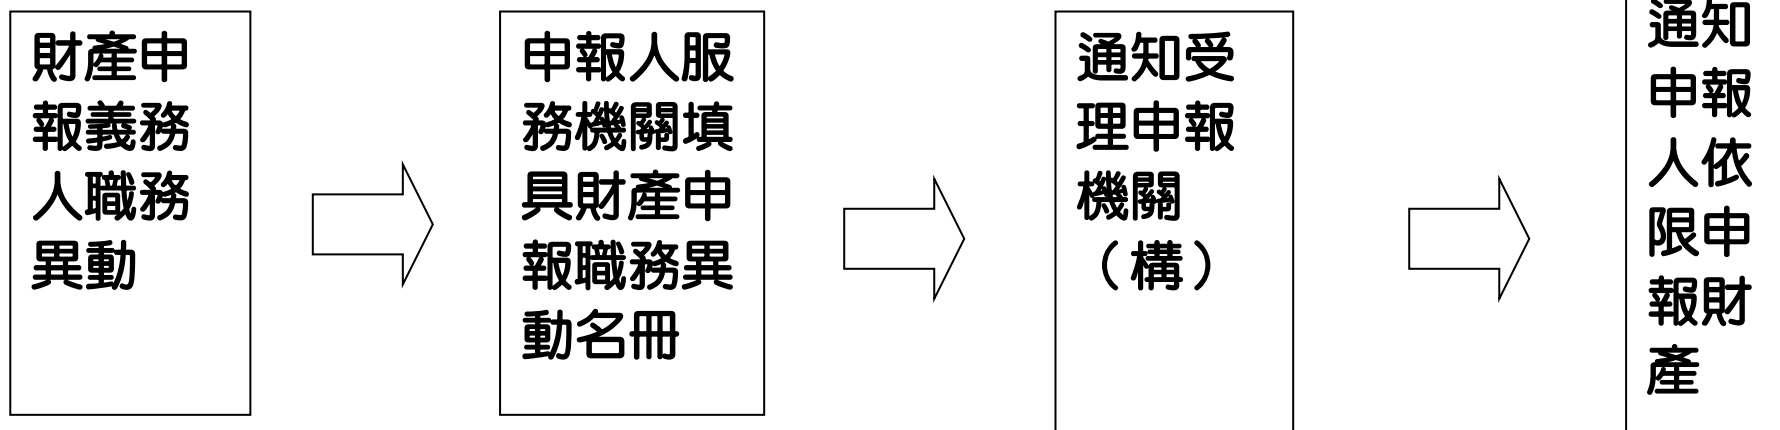 財產申
報義務
人職務
異動
申報人服
務機關填
具財產申
報職務異
動名冊
通知受
理申報
機關
（構）
通知
申報
人依
限申
報財
產